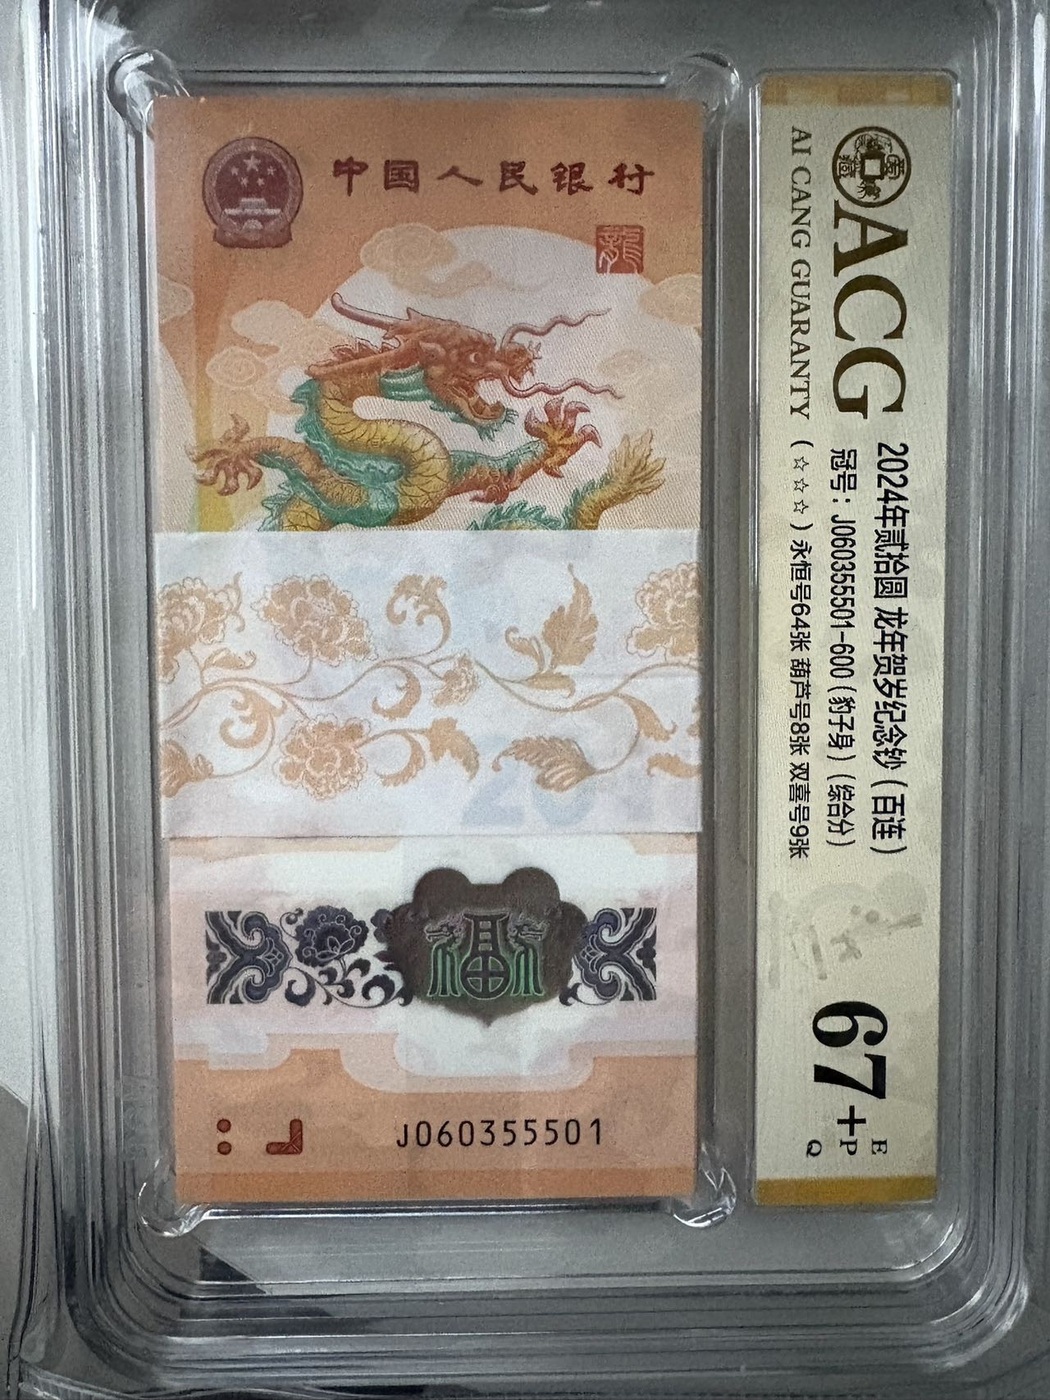 中国人民银行
龍
J060355501
ACG
AI CANG GUARANTY
2024年贰拾圆 龙年贺岁纪念钞（百连）
冠号：J060355501-600（豹子身）（综合分）
（☆☆☆）永恒号64张 葫芦号8张 双喜号9张
67+
E
P
Q